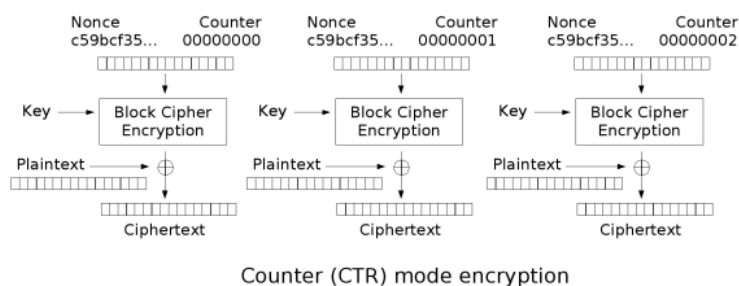 Nonce Counter Nonce Counter Nonce Counter
c59bcf35... 00000000 c59bcf35... 00000001 c59bcf35... 00000002
Key Block Cipher Key Block Cipher Key Block Cipher
Encryption Encryption Encryption
Plaintext Plaintext Plaintext
Ciphertext Ciphertext Ciphertext
Counter (CTR) mode encryption